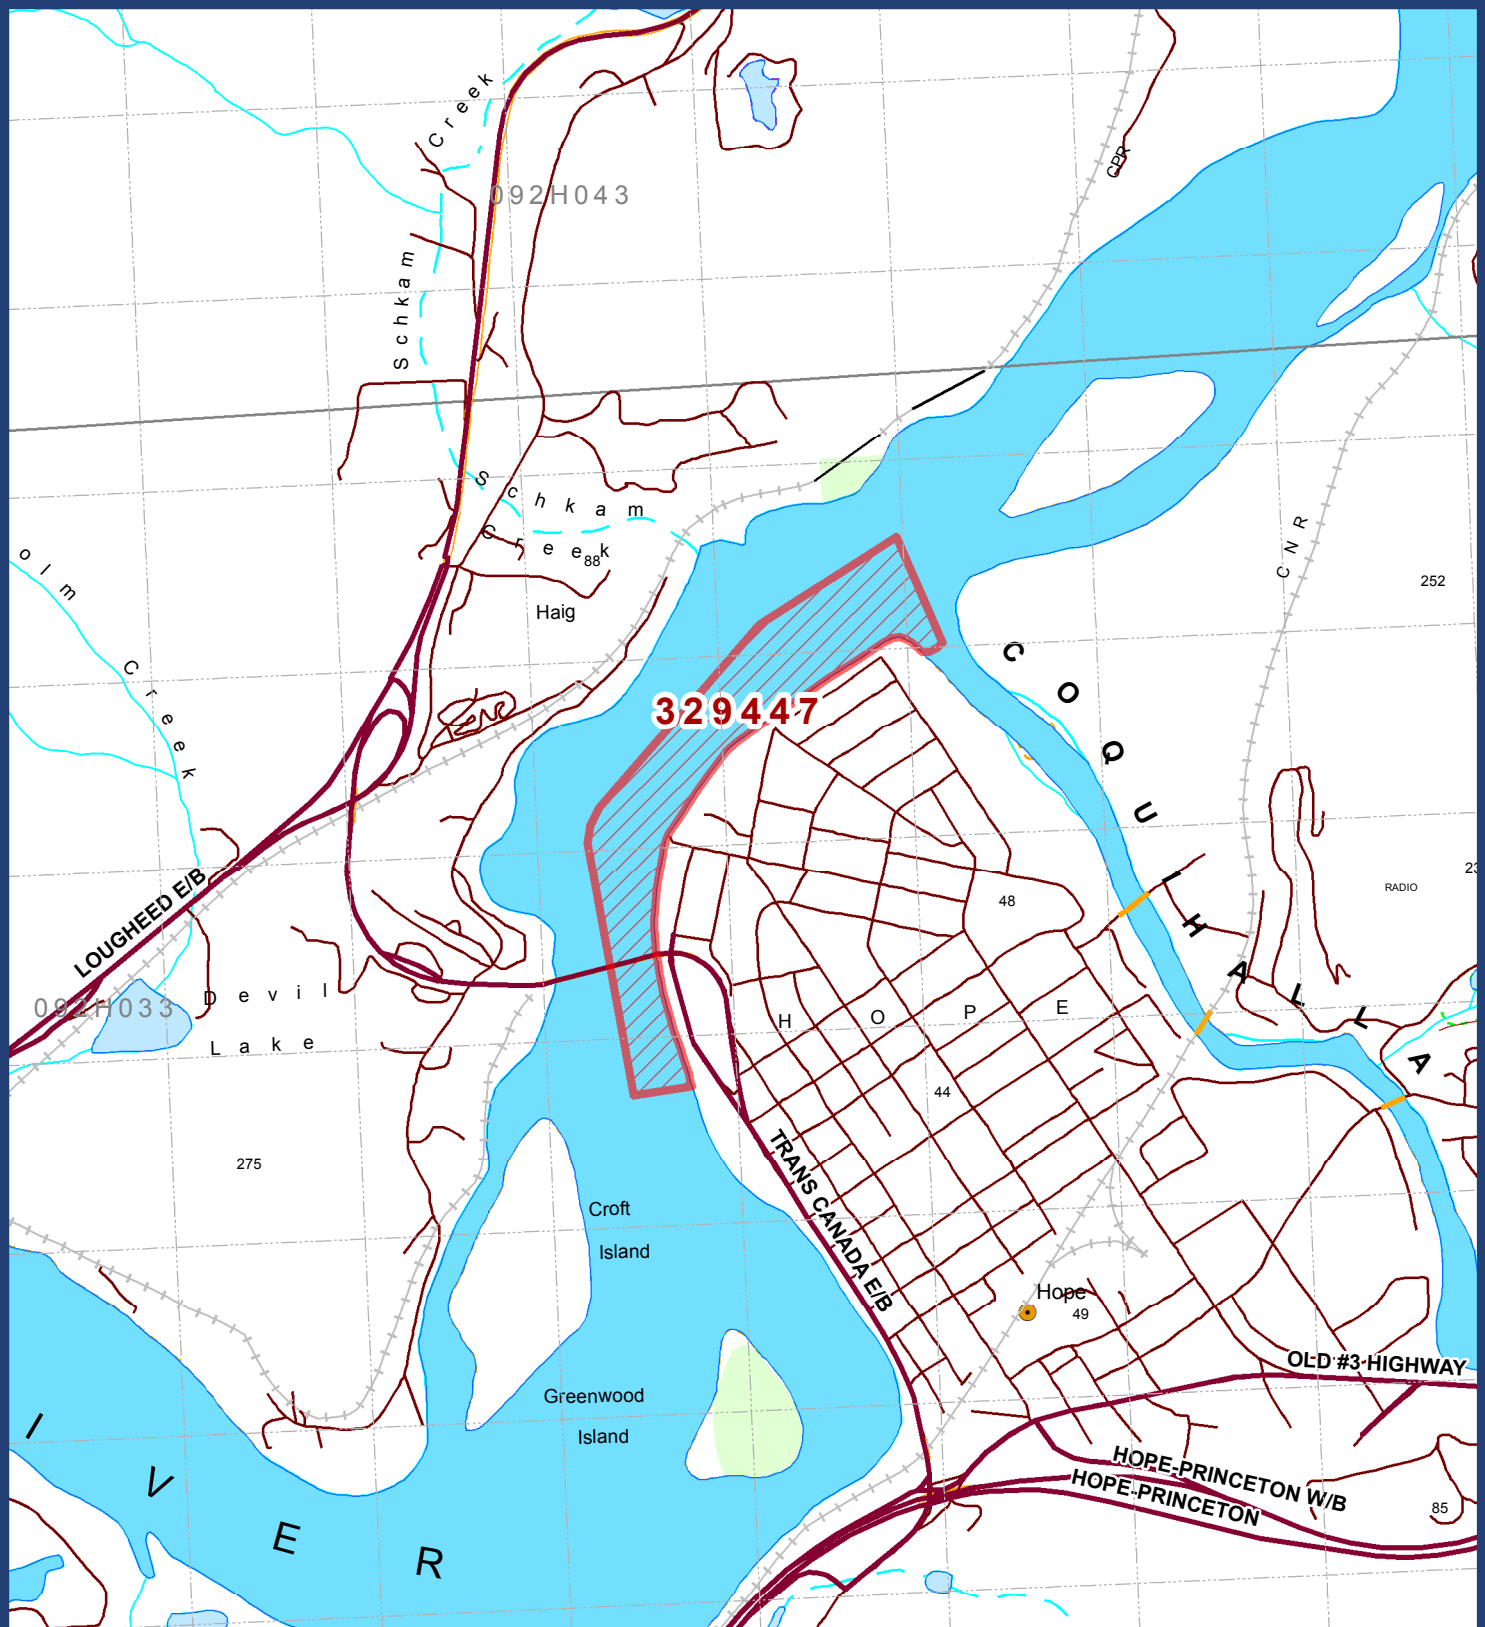 Creek
CPR
092H043
Schkam
Schkam
Creek
88
olm
Creek
Haig
CNR
252
COQUIHALLA
329447
RADIO
23
48
LOUGHEED E/B
092H033
Devil
Lake
HOPE
44
275
TRANS CANADA E/B
Croft
Island
Hope
49
OLD #3 HIGHWAY
Greenwood
Island
HOPE-PRINCETON W/B
HOPE-PRINCETON
85
IVER